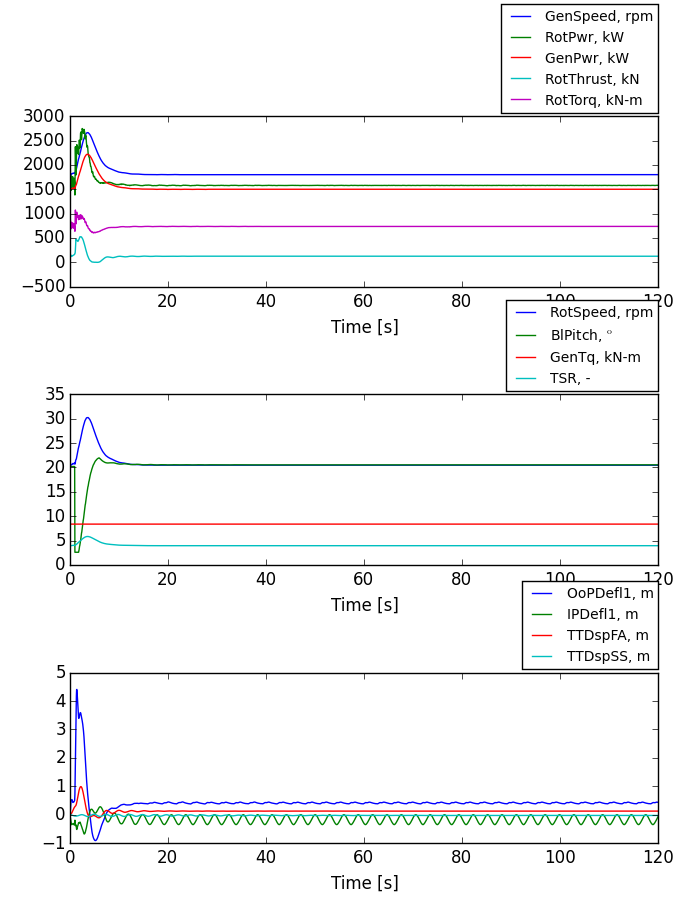 GenSpeed, rpm
RotPwr, kW
GenPwr, kW
RotThrust, kN
RotTorq, kN-m
3000
2500
2000
1500
1000
500
0
−500
0 20 40 60 80 100 120
Time [s]
RotSpeed, rpm
BlPitch, °
GenTq, kN-m
TSR, -
35
30
25
20
15
10
5
0
0 20 40 60 80 100 120
Time [s]
OoPDefl1, m
IPDefl1, m
TTDspFA, m
TTDspSS, m
5
4
3
2
1
0
−1
0 20 40 60 80 100 120
Time [s]